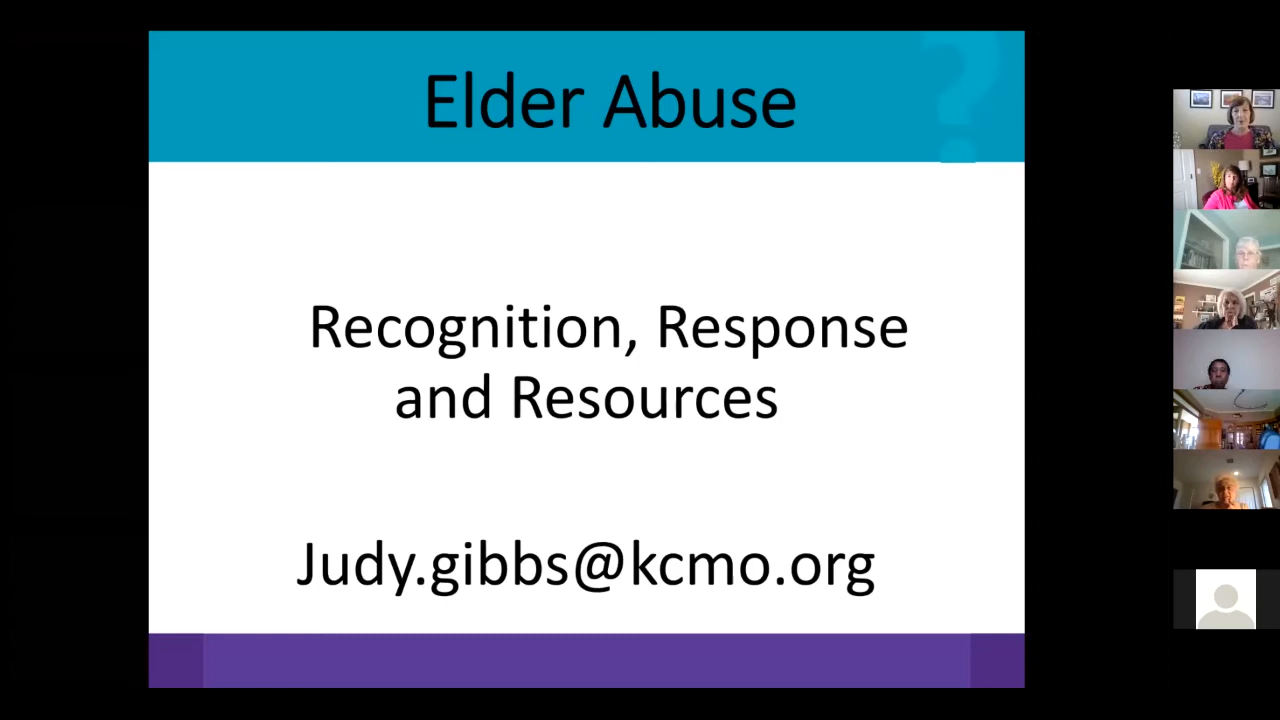 Elder Abuse
Recognition, Response
and Resources
Judy.gibbs@kcmo.org